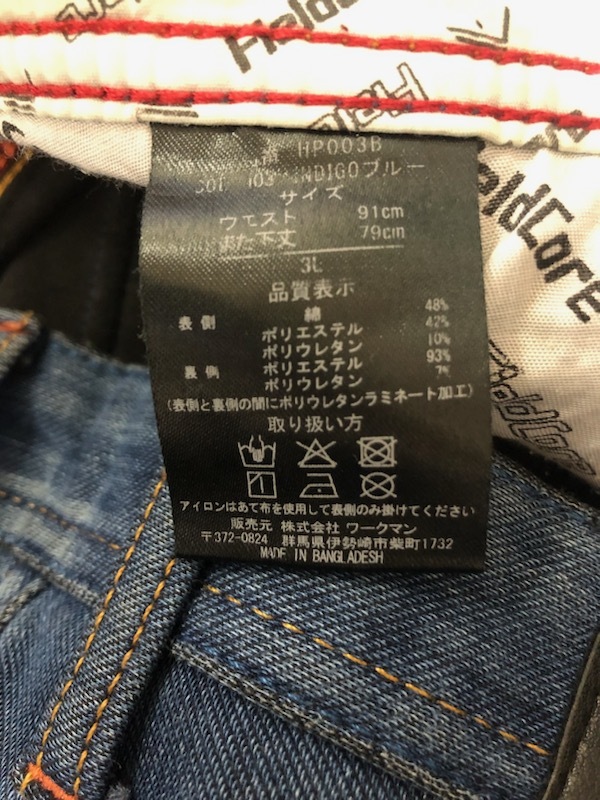 FieldCore
HP003B
COL 103 INDIGOブルー
サイズ
ウエスト 91cm
また下丈 79cm
3L
品質表示
表側 綿 48%
ポリエステル 42%
ポリウレタン 10%
裏側 ポリエステル 93%
ポリウレタン 7%
(表側と裏側の間にポリウレタンラミネート加工)
取り扱い方
アイロンはあて布を使用して表側のみ掛けてください
販売元 株式会社 ワークマン
〒372-0824 群馬県伊勢崎市柴町1732
MADE IN BANGLADESH